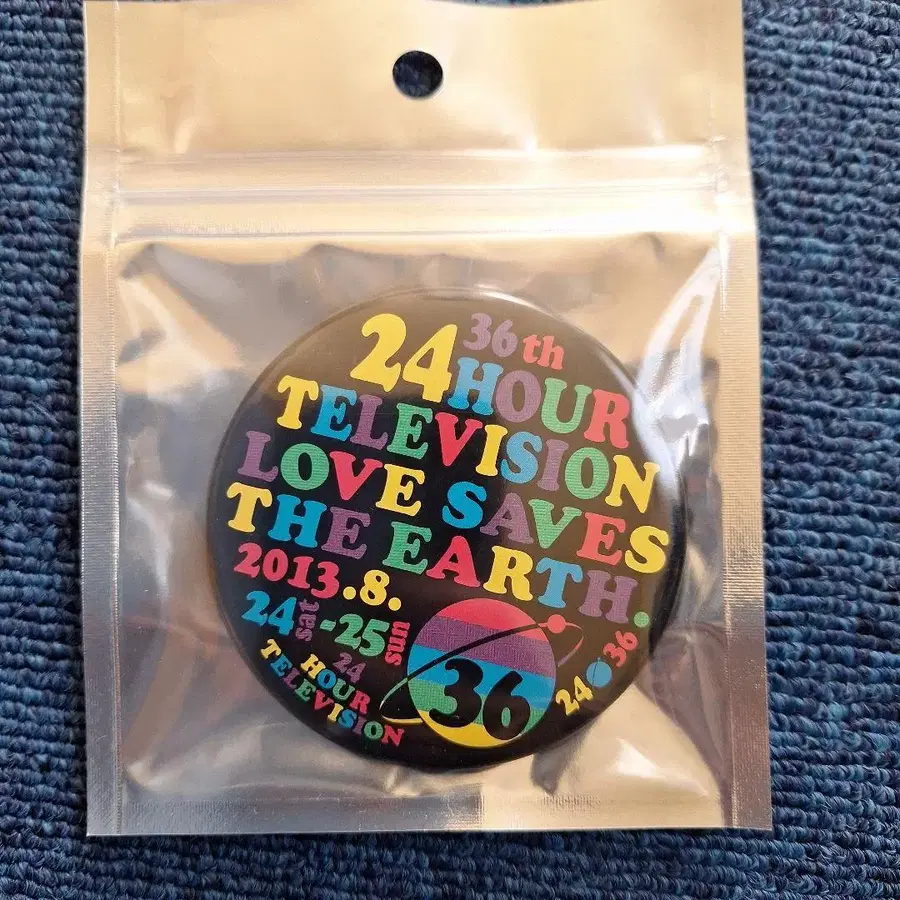 36th
24HOUR
TELEVISION
LOVE SAVES
THE EARTH.
2013.8.
24sat-25sun
24
HOUR
TELEVISION
36
24 36.